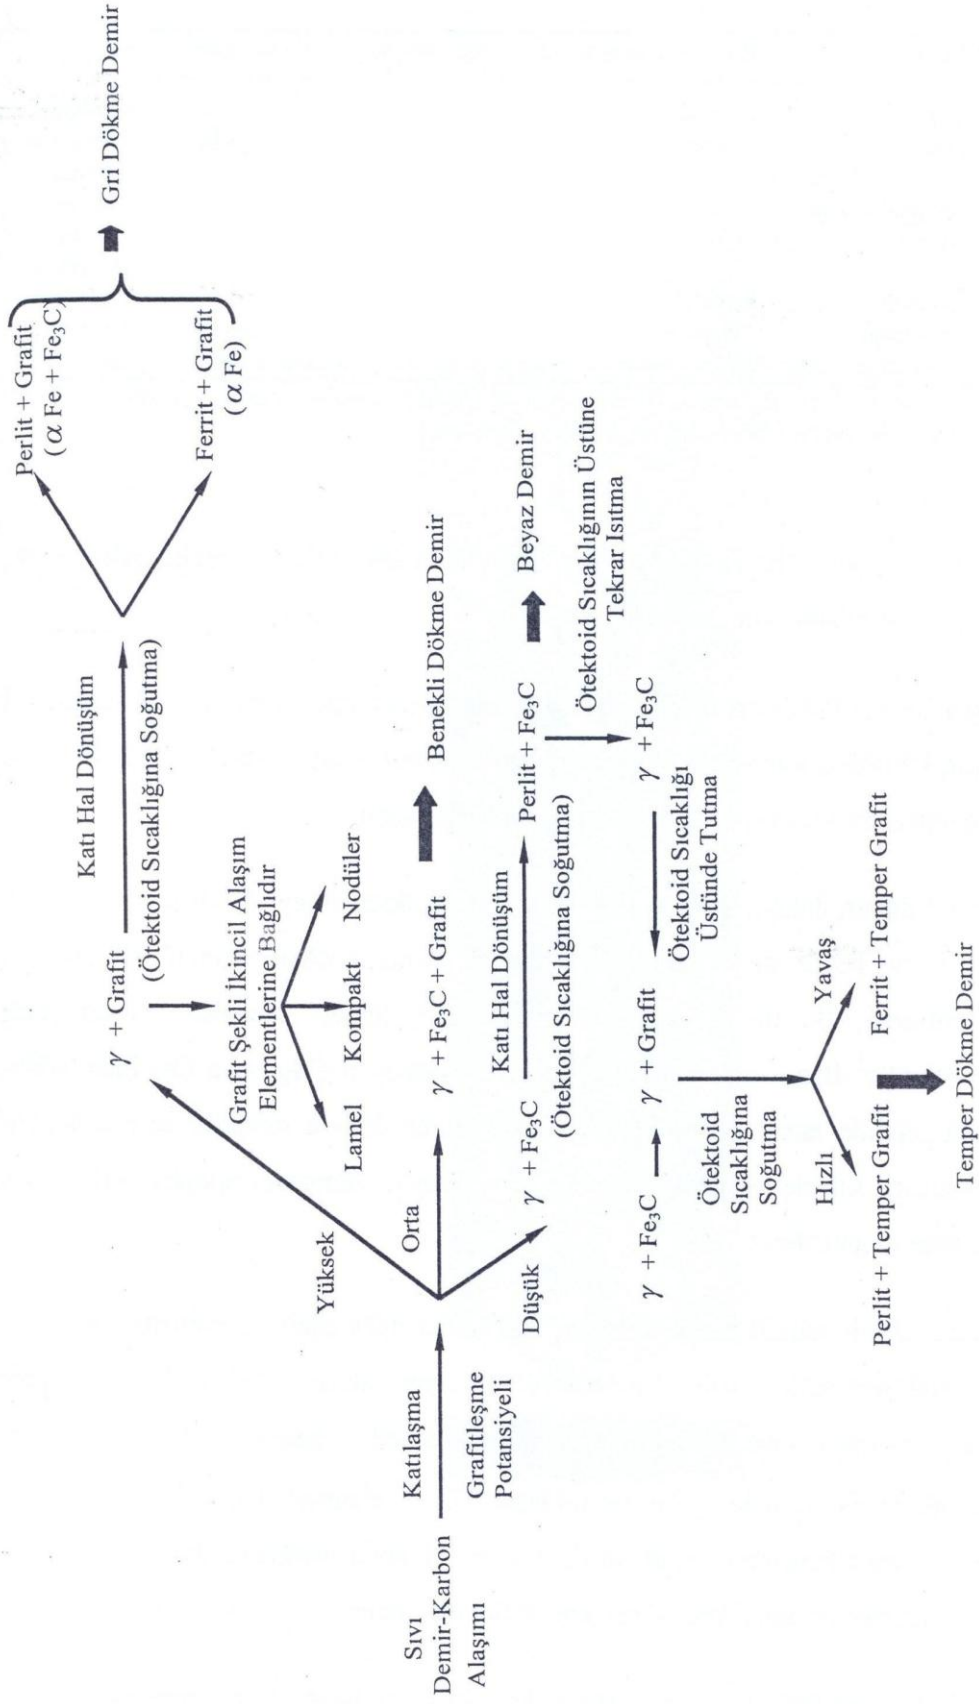 Sıvı
Demir-Karbon
Alaşımı
Katılaşma
Grafitleşme
Potansiyeli
Yüksek
Orta
Düşük
γ + Grafit
Katı Hal Dönüşüm
(Ötektoid Sıcaklığına Soğutma)
Perlit + Grafit
(α Fe + Fe₃C)
Ferrit + Grafit
(α Fe)
Gri Dökme Demir
Grafit Şekli İkincil Alaşım
Elementlerine Bağlıdır
Lamel
Kompakt
Nodüler
γ + Fe₃C + Grafit
Benekli Dökme Demir
γ + Fe₃C
Katı Hal Dönüşüm
(Ötektoid Sıcaklığına Soğutma)
Perlit + Fe₃C
Beyaz Demir
Ötektoid Sıcaklığının Üstüne
Tekrar Isıtma
γ + Fe₃C
Ötektoid Sıcaklığı
Üstünde Tutma
γ + Fe₃C
γ + Grafit
Ötektoid
Sıcaklığına
Soğutma
Hızlı
Yavaş
Perlit + Temper Grafit
Ferrit + Temper Grafit
Temper Dökme Demir